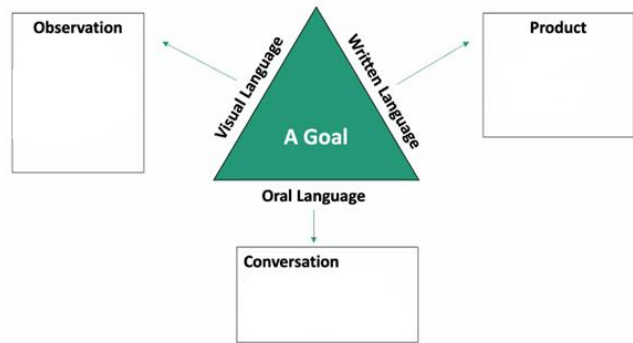 Observation
Product
Visual Language
Written Language
A Goal
Oral Language
Conversation